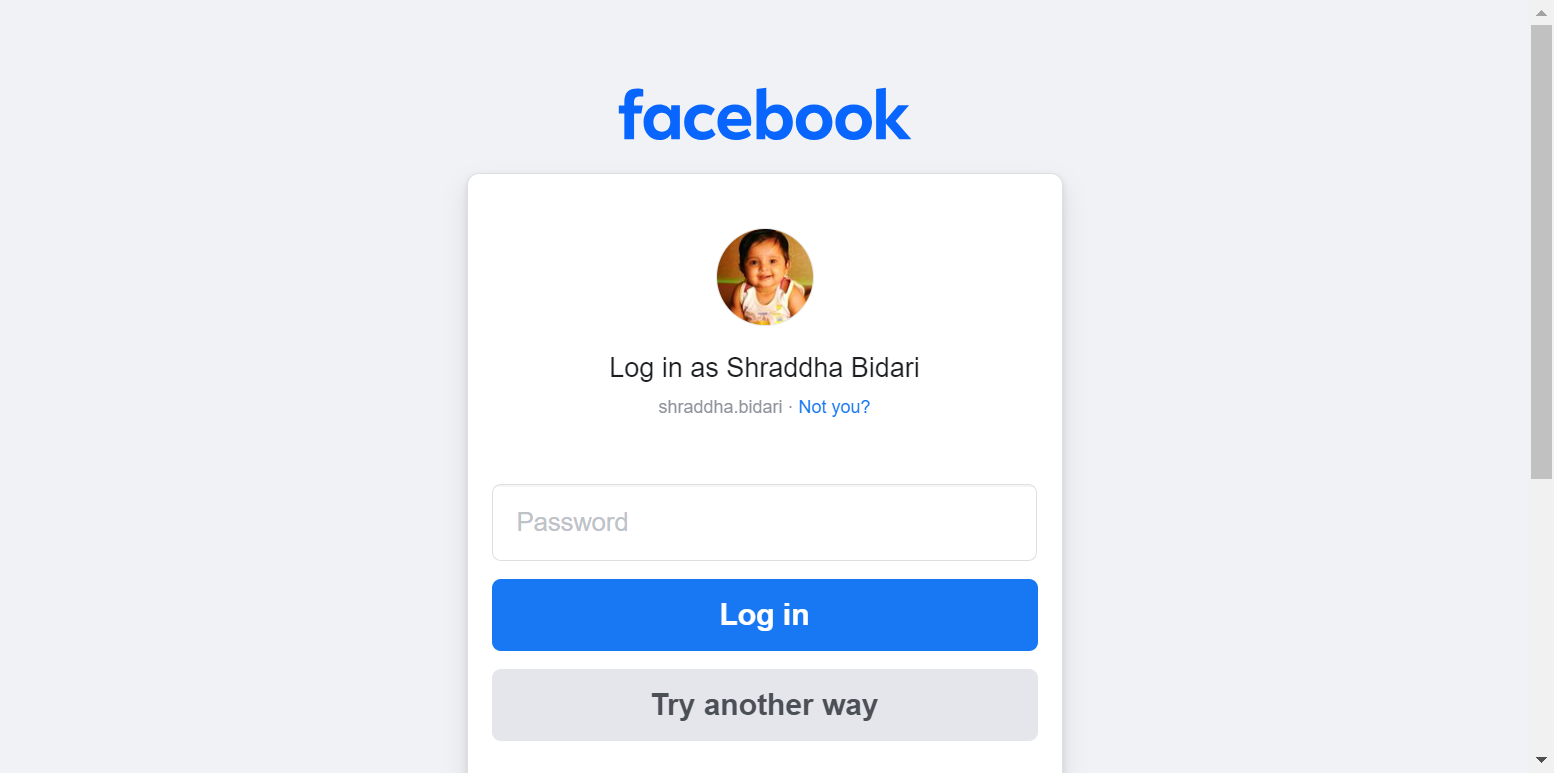 facebook
Log in as Shraddha Bidari
shraddha.bidari · Not you?
Password
Log in
Try another way